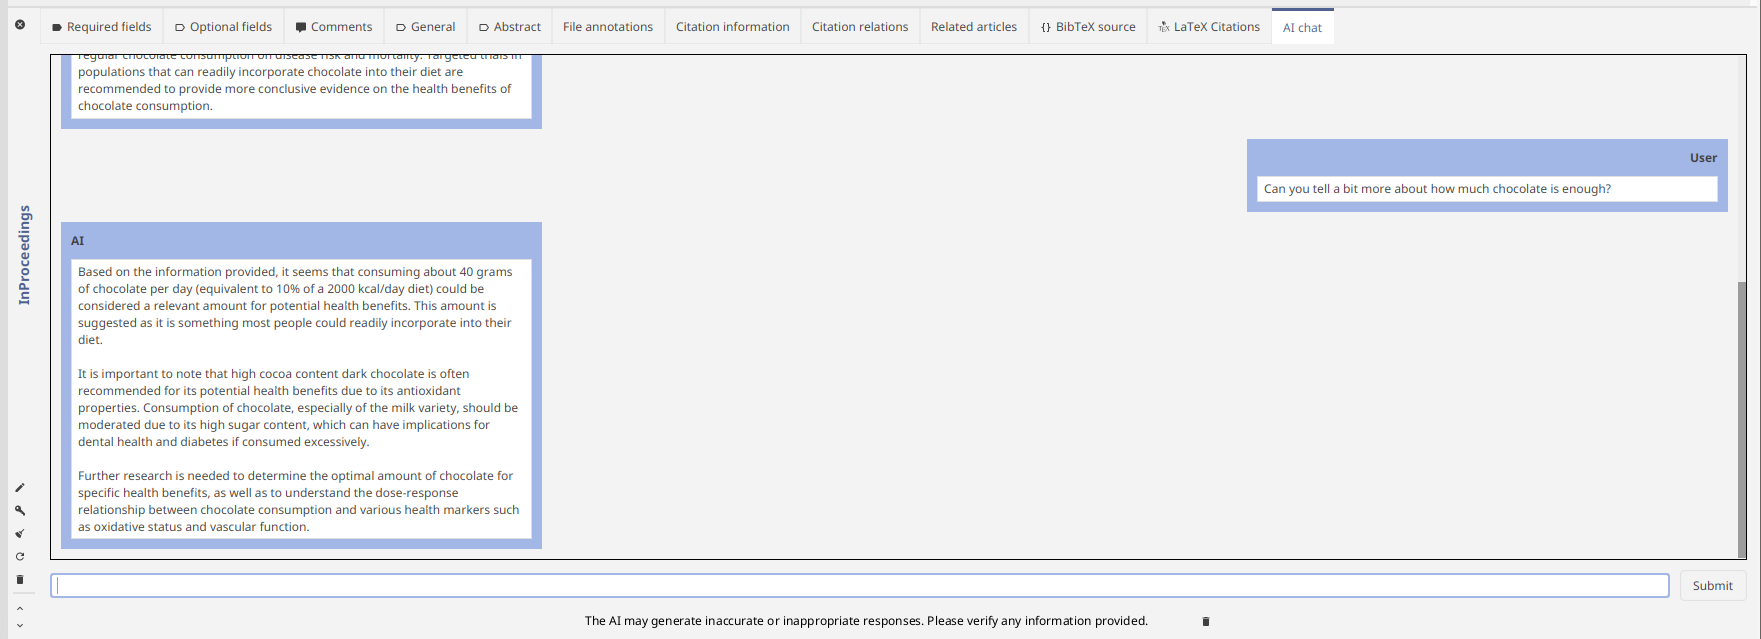 Required fields
Optional fields
Comments
General
Abstract
File annotations
Citation information
Citation relations
Related articles
{} BibTeX source
LaTeX Citations
AI chat
InProceedings
regular chocolate consumption on disease risk and mortality. Targeted trials in
populations that can readily incorporate chocolate into their diet are
recommended to provide more conclusive evidence on the health benefits of
chocolate consumption.
User
Can you tell a bit more about how much chocolate is enough?
AI
Based on the information provided, it seems that consuming about 40 grams
of chocolate per day (equivalent to 10% of a 2000 kcal/day diet) could be
considered a relevant amount for potential health benefits. This amount is
suggested as it is something most people could readily incorporate into their
diet.
It is important to note that high cocoa content dark chocolate is often
recommended for its potential health benefits due to its antioxidant
properties. Consumption of chocolate, especially of the milk variety, should be
moderated due to its high sugar content, which can have implications for
dental health and diabetes if consumed excessively.
Further research is needed to determine the optimal amount of chocolate for
specific health benefits, as well as to understand the dose-response
relationship between chocolate consumption and various health markers such
as oxidative status and vascular function.
Submit
The AI may generate inaccurate or inappropriate responses. Please verify any information provided.